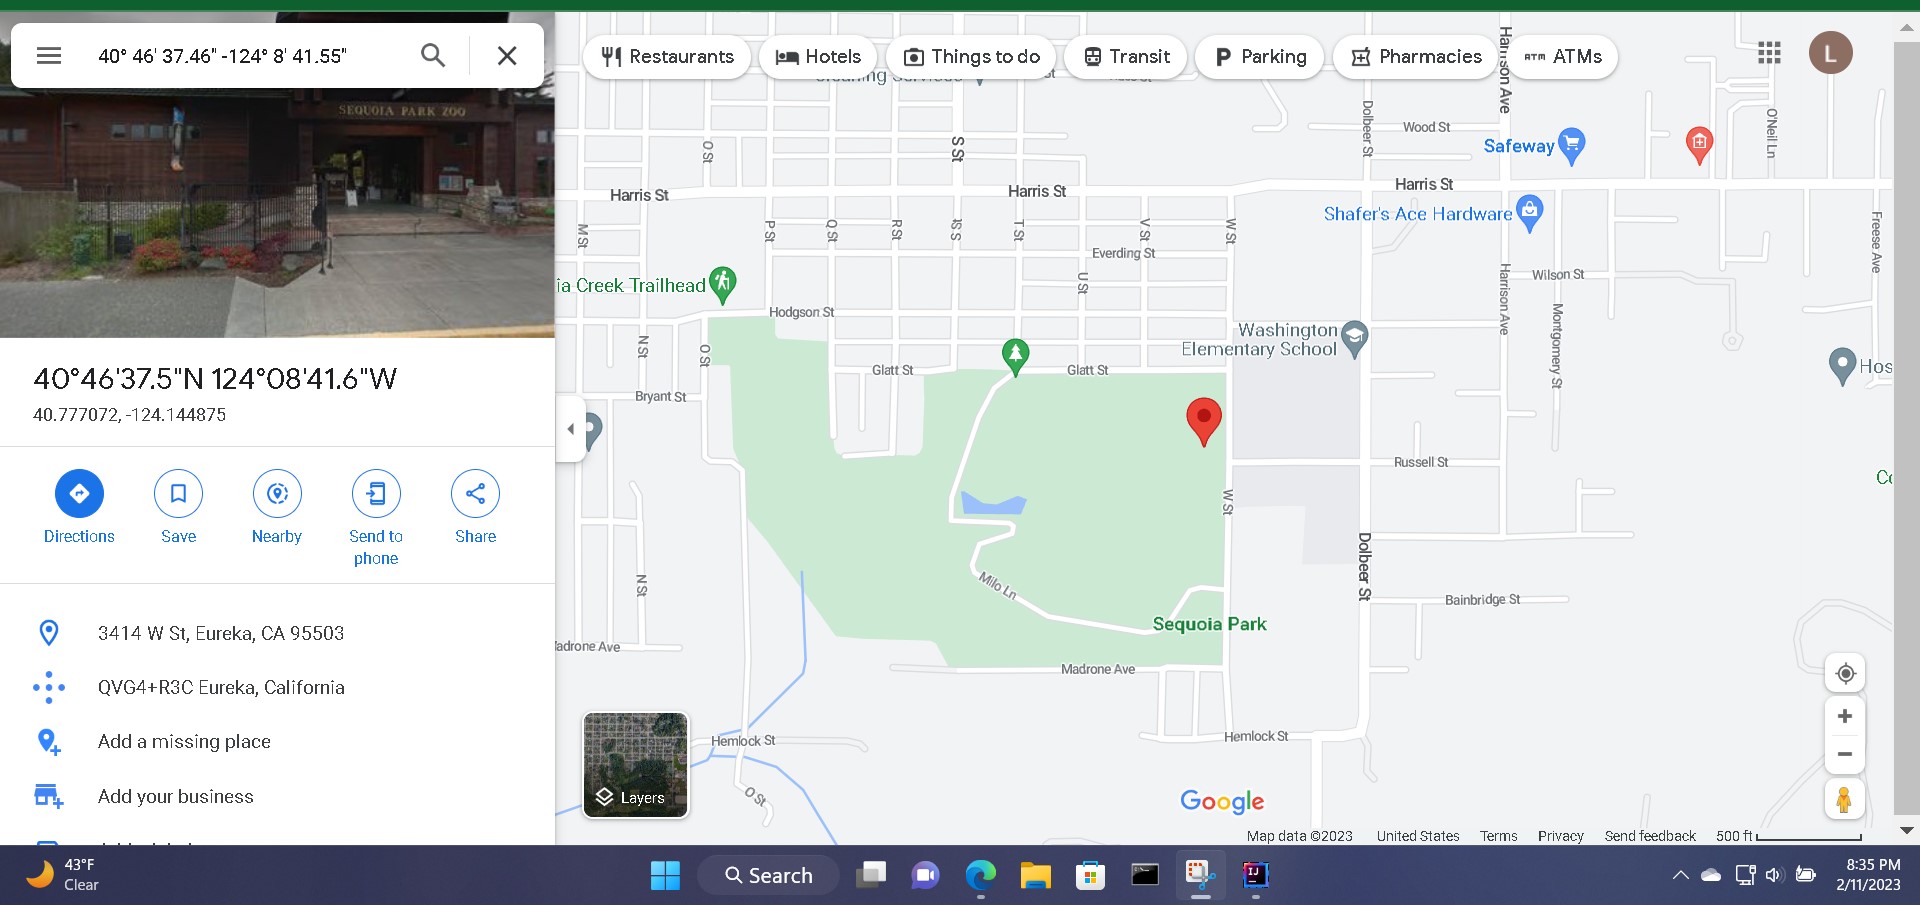 40° 46' 37.46" -124° 8' 41.55"
SEQUOIA PARK ZOO
40°46'37.5"N 124°08'41.6"W
40.777072, -124.144875
Directions
Save
Nearby
Send to
phone
Share
3414 W St, Eureka, CA 95503
QVG4+R3C Eureka, California
Add a missing place
Add your business
Restaurants
Hotels
Things to do
Transit
Parking
Pharmacies
ATM ATMs
L
Harrison Ave
Dolbeer St
Wood St
O'Neil Ln
Safeway
O St
S St
Harris St
Harris St
Harris St
Shafer's Ace Hardware
M St
P St
Q St
R St
S St
T St
V St
W St
Everding St
U St
Freese Ave
Wilson St
Harrison Ave
Montgomery St
ia Creek Trailhead
Hodgson St
Washington
Elementary School
N St
O St
Glatt St
Glatt St
Hos
Bryant St
Russell St
Co
W St
Dolbeer St
N St
Milo Ln
Bainbridge St
Sequoia Park
adrone Ave
Madrone Ave
Hemlock St
Hemlock St
O St
Layers
Google
Map data ©2023
United States
Terms
Privacy
Send feedback
500 ft
43°F
Clear
Search
IJ
8:35 PM
2/11/2023